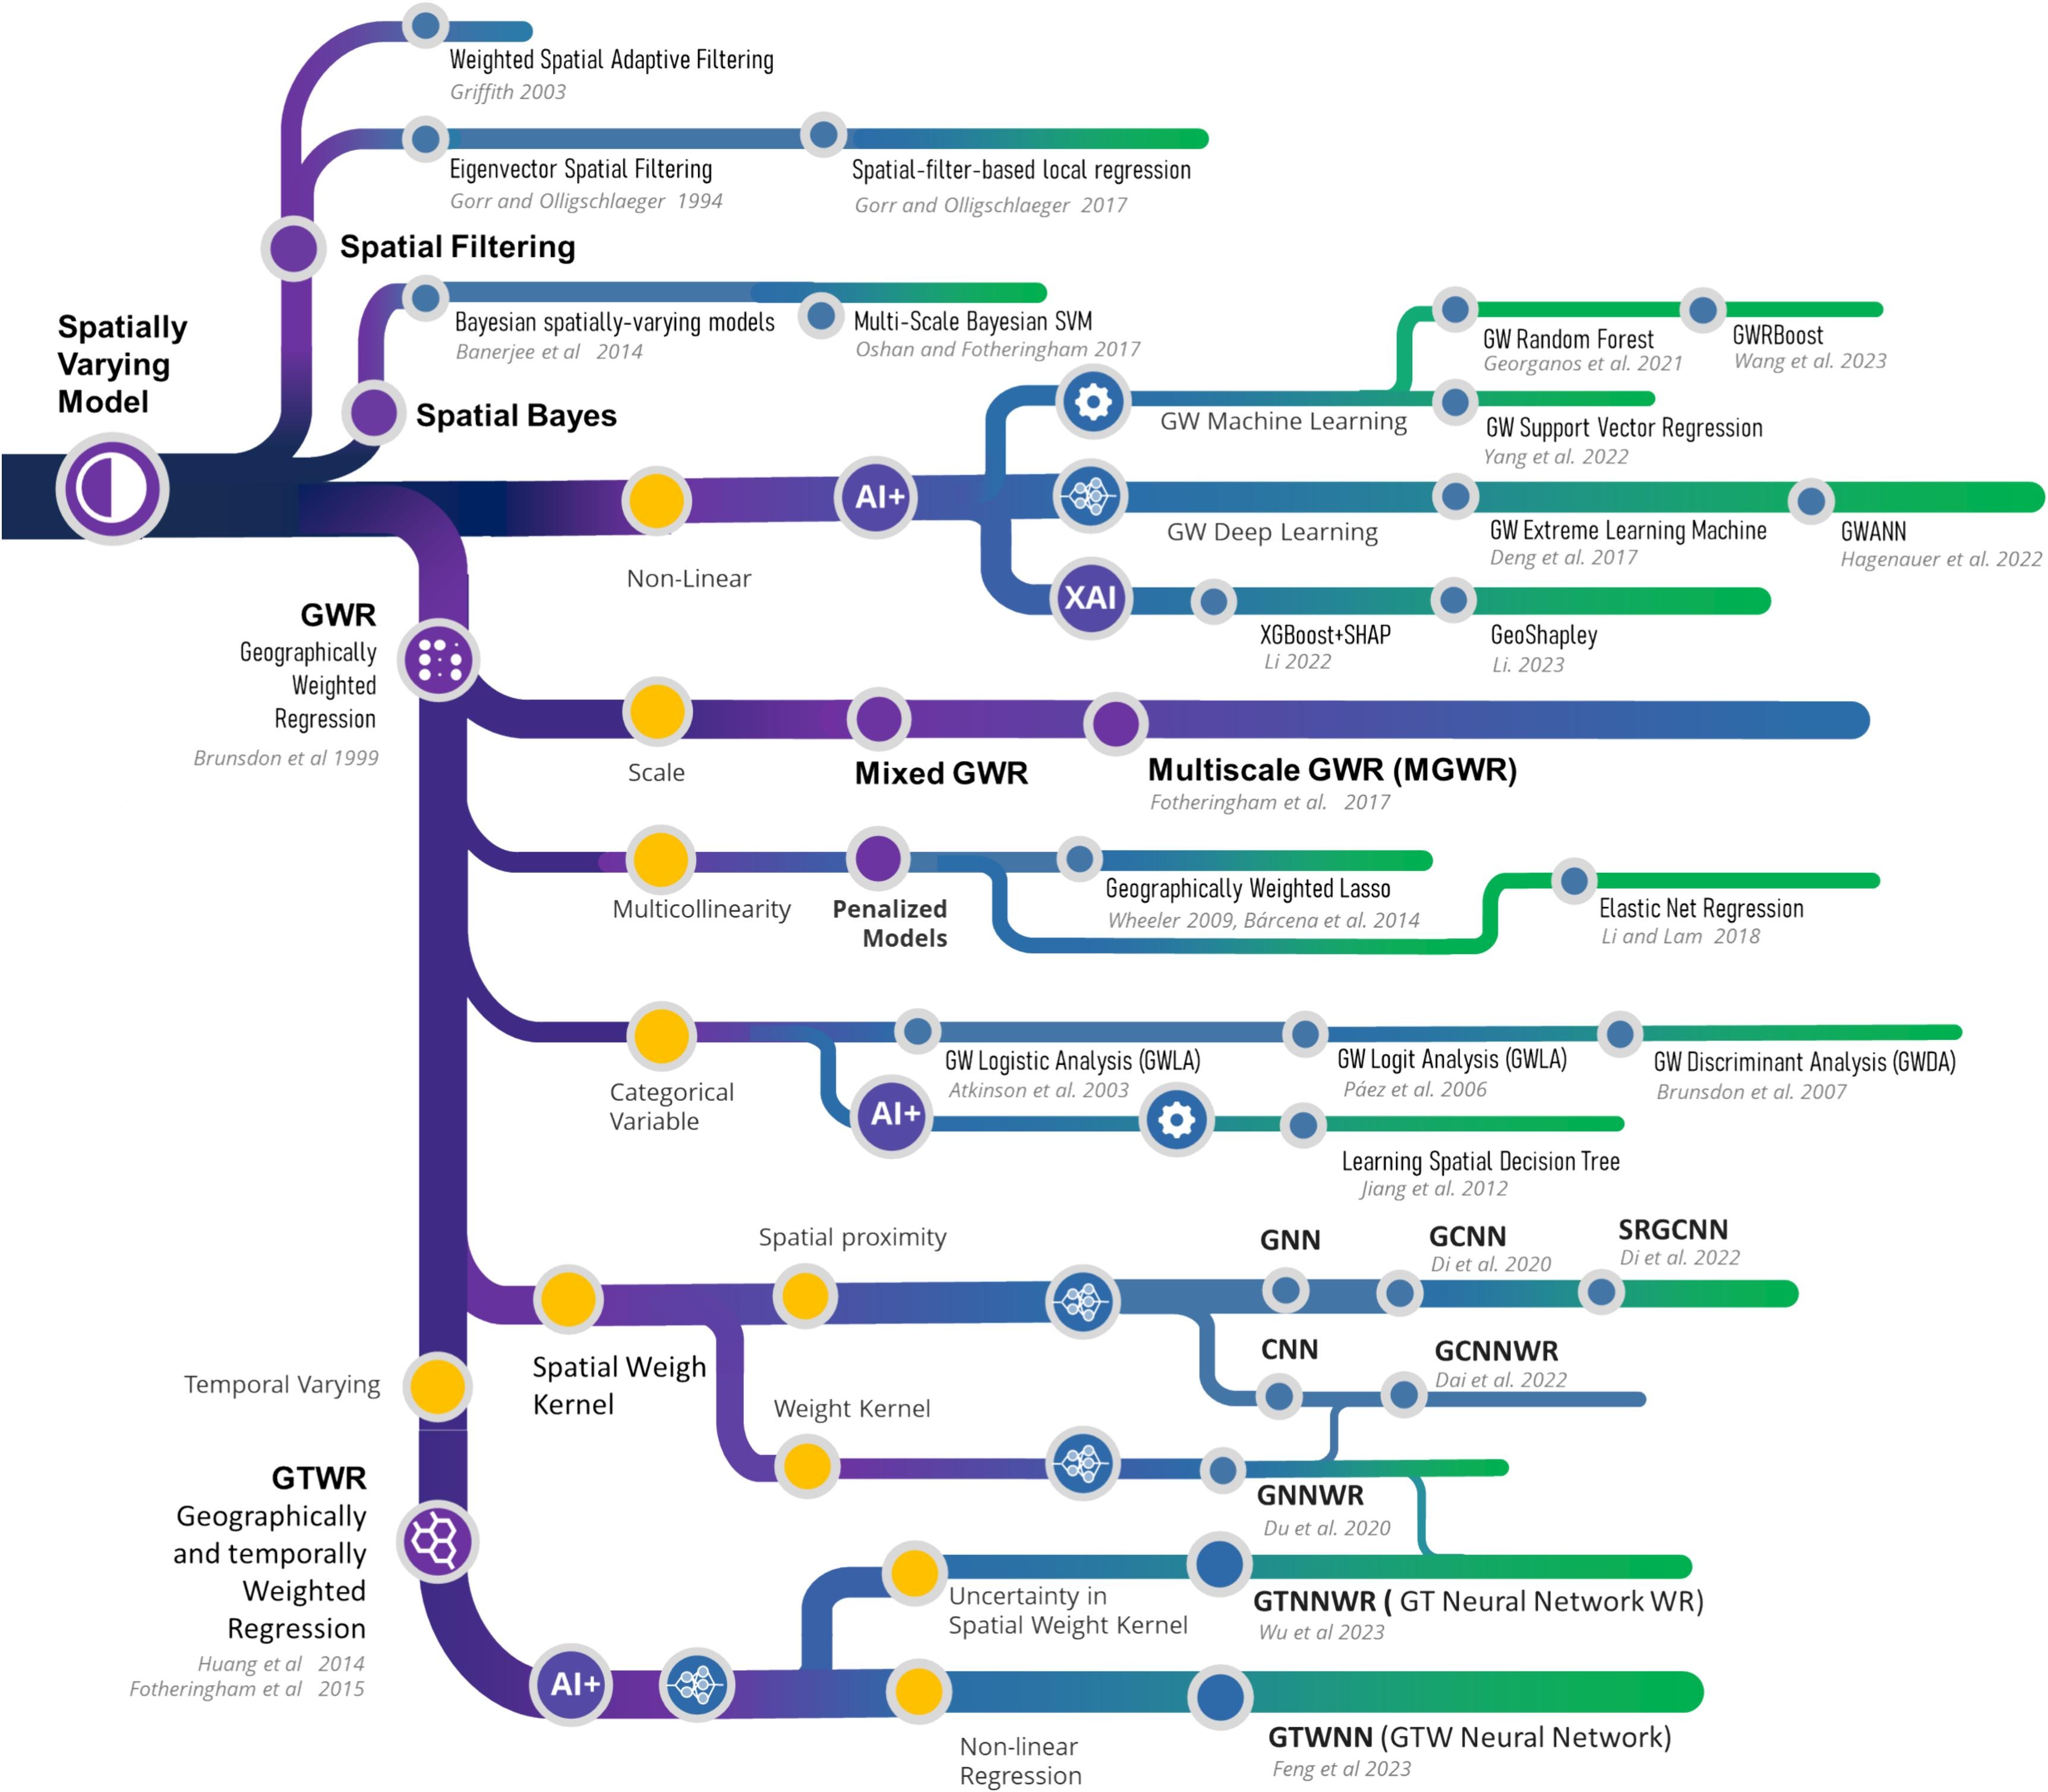 Weighted Spatial Adaptive Filtering
Griffith 2003
Eigenvector Spatial Filtering
Gorr and Olligschlaeger 1994
Spatial-filter-based local regression
Gorr and Olligschlaeger 2017
Spatial Filtering
Bayesian spatially-varying models
Banerjee et al 2014
Multi-Scale Bayesian SVM
Oshan and Fotheringham 2017
Spatial Bayes
Spatially
Varying
Model
GW Random Forest
Georganos et al. 2021
GWRBoost
Wang et al. 2023
GW Machine Learning
GW Support Vector Regression
Yang et al. 2022
AI+
Non-Linear
GW Deep Learning
GW Extreme Learning Machine
Deng et al. 2017
GWANN
Hagenauer et al. 2022
XAI
XGBoost+SHAP
Li 2022
GeoShapley
Li. 2023
GWR
Geographically
Weighted
Regression
Brunsdon et al 1999
Scale
Mixed GWR
Multiscale GWR (MGWR)
Fotheringham et al. 2017
Multicollinearity
Penalized
Models
Geographically Weighted Lasso
Wheeler 2009, Bárcena et al. 2014
Elastic Net Regression
Li and Lam 2018
Categorical
Variable
GW Logistic Analysis (GWLA)
Atkinson et al. 2003
GW Logit Analysis (GWLA)
Páez et al. 2006
GW Discriminant Analysis (GWDA)
Brunsdon et al. 2007
AI+
Learning Spatial Decision Tree
Jiang et al. 2012
Spatial proximity
GNN
GCNN
Di et al. 2020
SRGCNN
Di et al. 2022
Spatial Weigh
Kernel
CNN
GCNNWR
Dai et al. 2022
Temporal Varying
Weight Kernel
GNNWR
Du et al. 2020
GTWR
Geographically
and temporally
Weighted
Regression
Huang et al 2014
Fotheringham et al 2015
Uncertainty in
Spatial Weight Kernel
GTNNWR ( GT Neural Network WR)
Wu et al 2023
AI+
Non-linear
Regression
GTWNN (GTW Neural Network)
Feng et al 2023